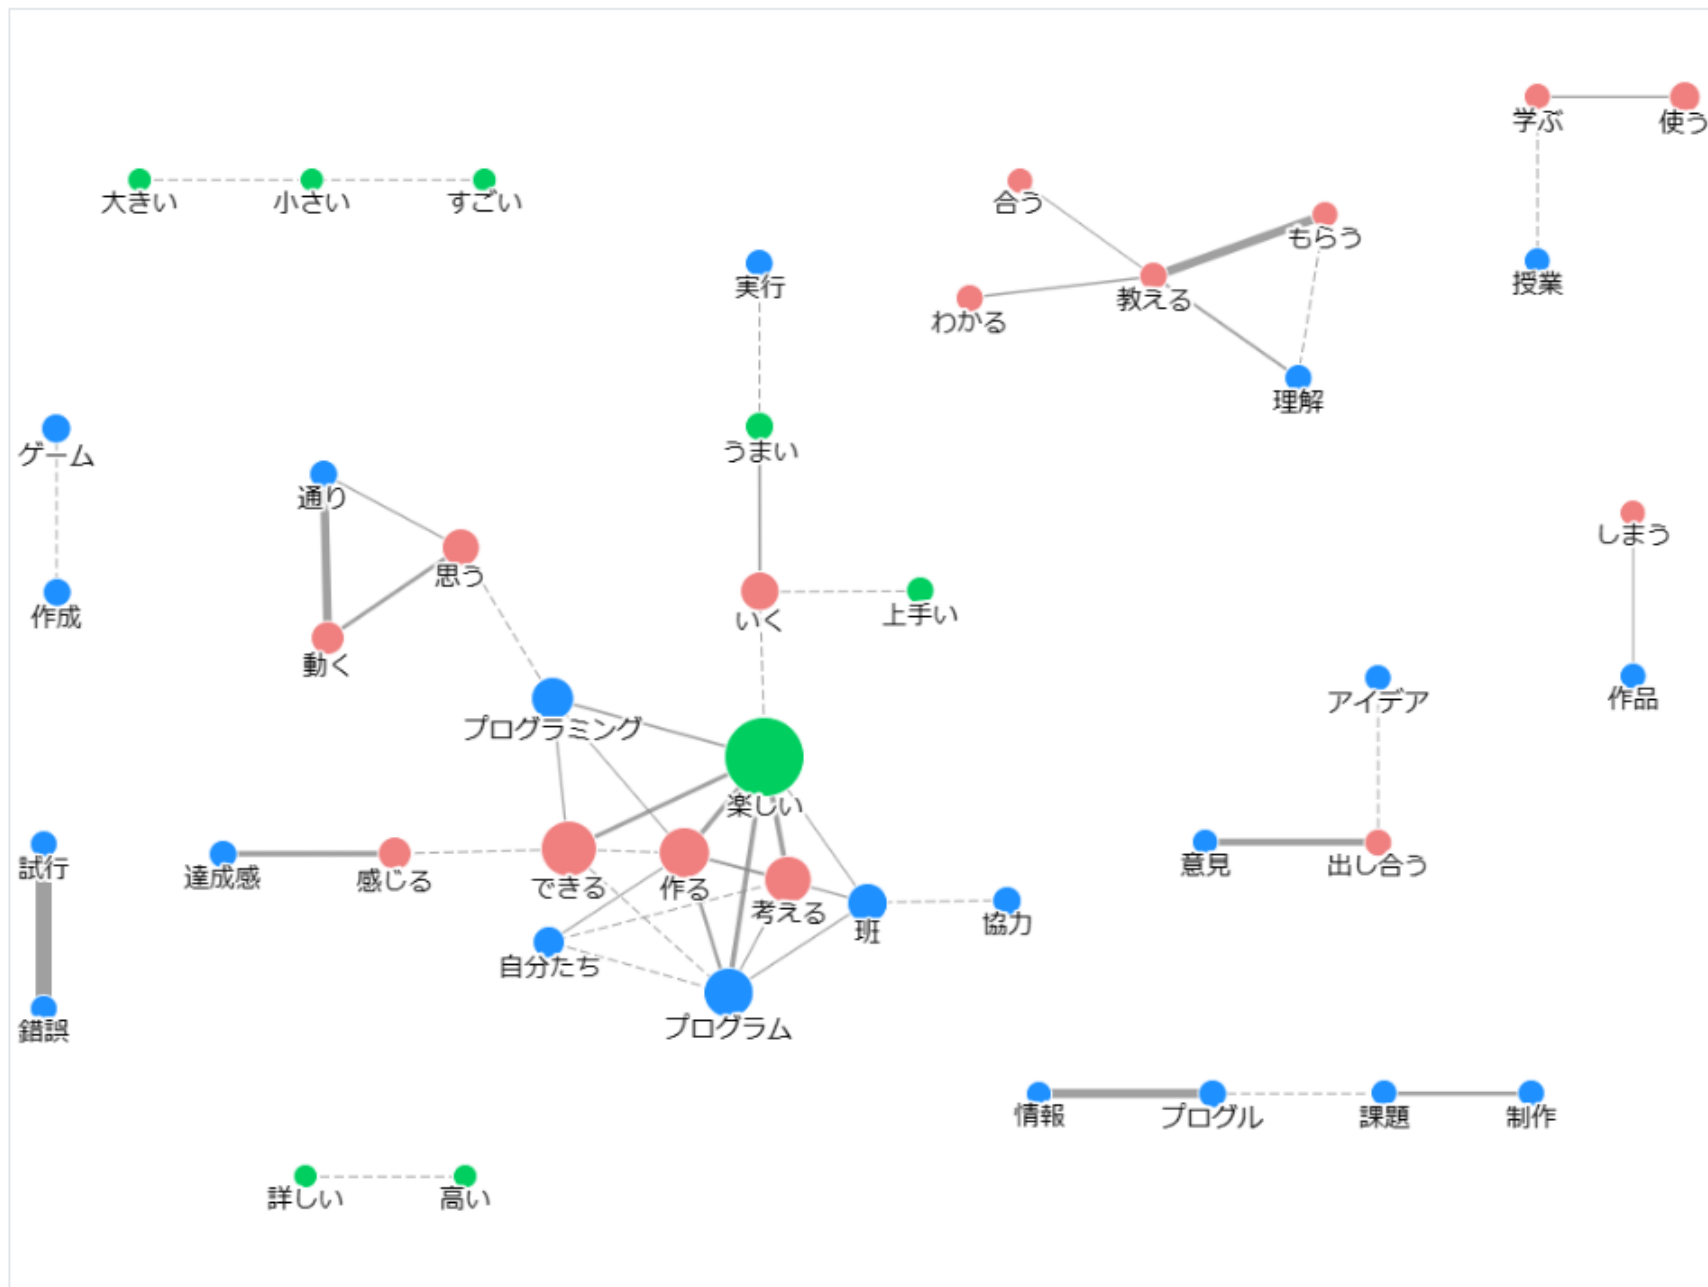 学ぶ
使う
大きい
小さい
すごい
合う
もらう
実行
教える
わかる
授業
理解
うまい
ゲーム
通り
しまう
思う
作成
いく
上手い
動く
アイデア
作品
プログラミング
楽しい
試行
達成感
感じる
できる
作る
考える
意見
出し合う
班
協力
自分たち
錯誤
プログラム
情報
プログル
課題
制作
詳しい
高い